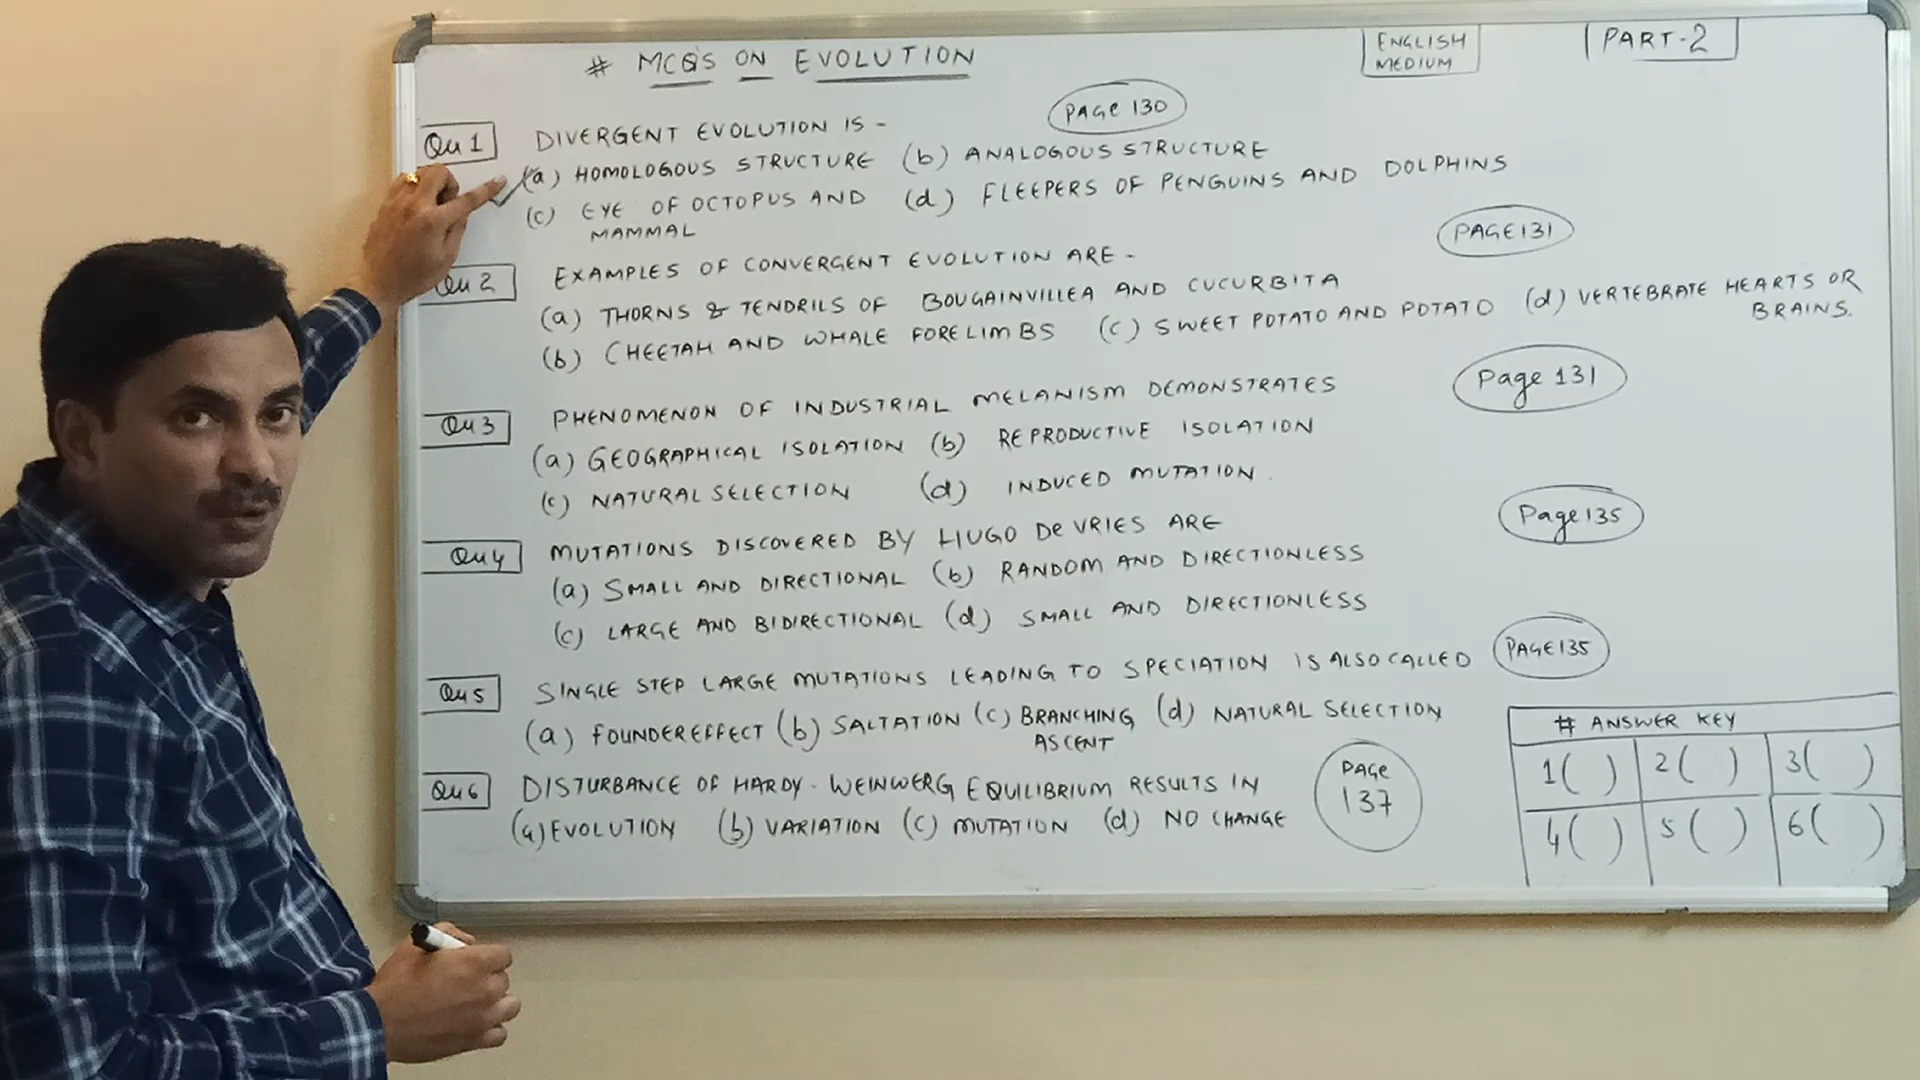 # MCQ'S ON EVOLUTION
ENGLISH MEDIUM
PART-2
Qu 1 DIVERGENT EVOLUTION IS -
PAGE 130
(a) HOMOLOGOUS STRUCTURE (b) ANALOGOUS STRUCTURE
(c) EYE OF OCTOPUS AND MAMMAL (d) FLEEPERS OF PENGUINS AND DOLPHINS
Qu 2 EXAMPLES OF CONVERGENT EVOLUTION ARE -
PAGE 131
(a) THORNS & TENDRILS OF BOUGAINVILLEA AND CUCURBITA
(b) CHEETAH AND WHALE FORELIMBS (c) SWEET POTATO AND POTATO (d) VERTEBRATE HEARTS OR BRAINS.
Qu 3 PHENOMENON OF INDUSTRIAL MELANISM DEMONSTRATES
Page 131
(a) GEOGRAPHICAL ISOLATION (b) REPRODUCTIVE ISOLATION
(c) NATURAL SELECTION (d) INDUCED MUTATION.
Qu 4 MUTATIONS DISCOVERED BY HUGO De VRIES ARE
Page 135
(a) SMALL AND DIRECTIONAL (b) RANDOM AND DIRECTIONLESS
(c) LARGE AND BIDIRECTIONAL (d) SMALL AND DIRECTIONLESS
Qu 5 SINGLE STEP LARGE MUTATIONS LEADING TO SPECIATION IS ALSO CALLED
PAGE 135
(a) FOUNDER EFFECT (b) SALTATION (c) BRANCHING ASCENT (d) NATURAL SELECTION
Qu 6 DISTURBANCE OF HARDY-WEINWERG EQUILIBRIUM RESULTS IN
PAGE 137
(a) EVOLUTION (b) VARIATION (c) MUTATION (d) NO CHANGE
# ANSWER KEY
1( ) 2( ) 3( )
4( ) 5( ) 6( )